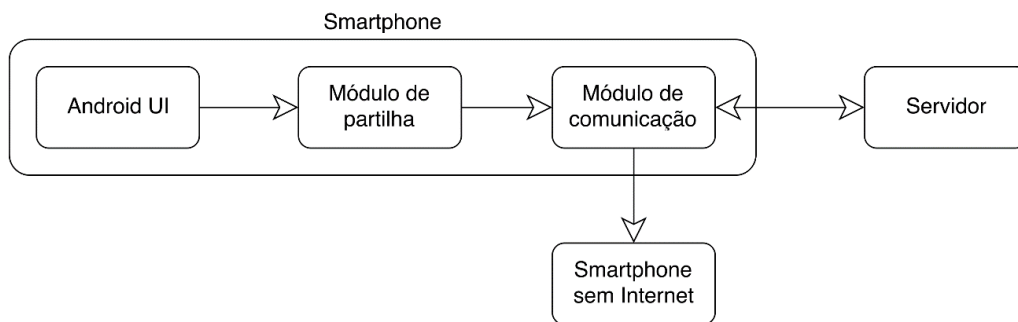 Smartphone
Android UI
Módulo de
partilha
Módulo de
comunicação
Servidor
Smartphone
sem Internet